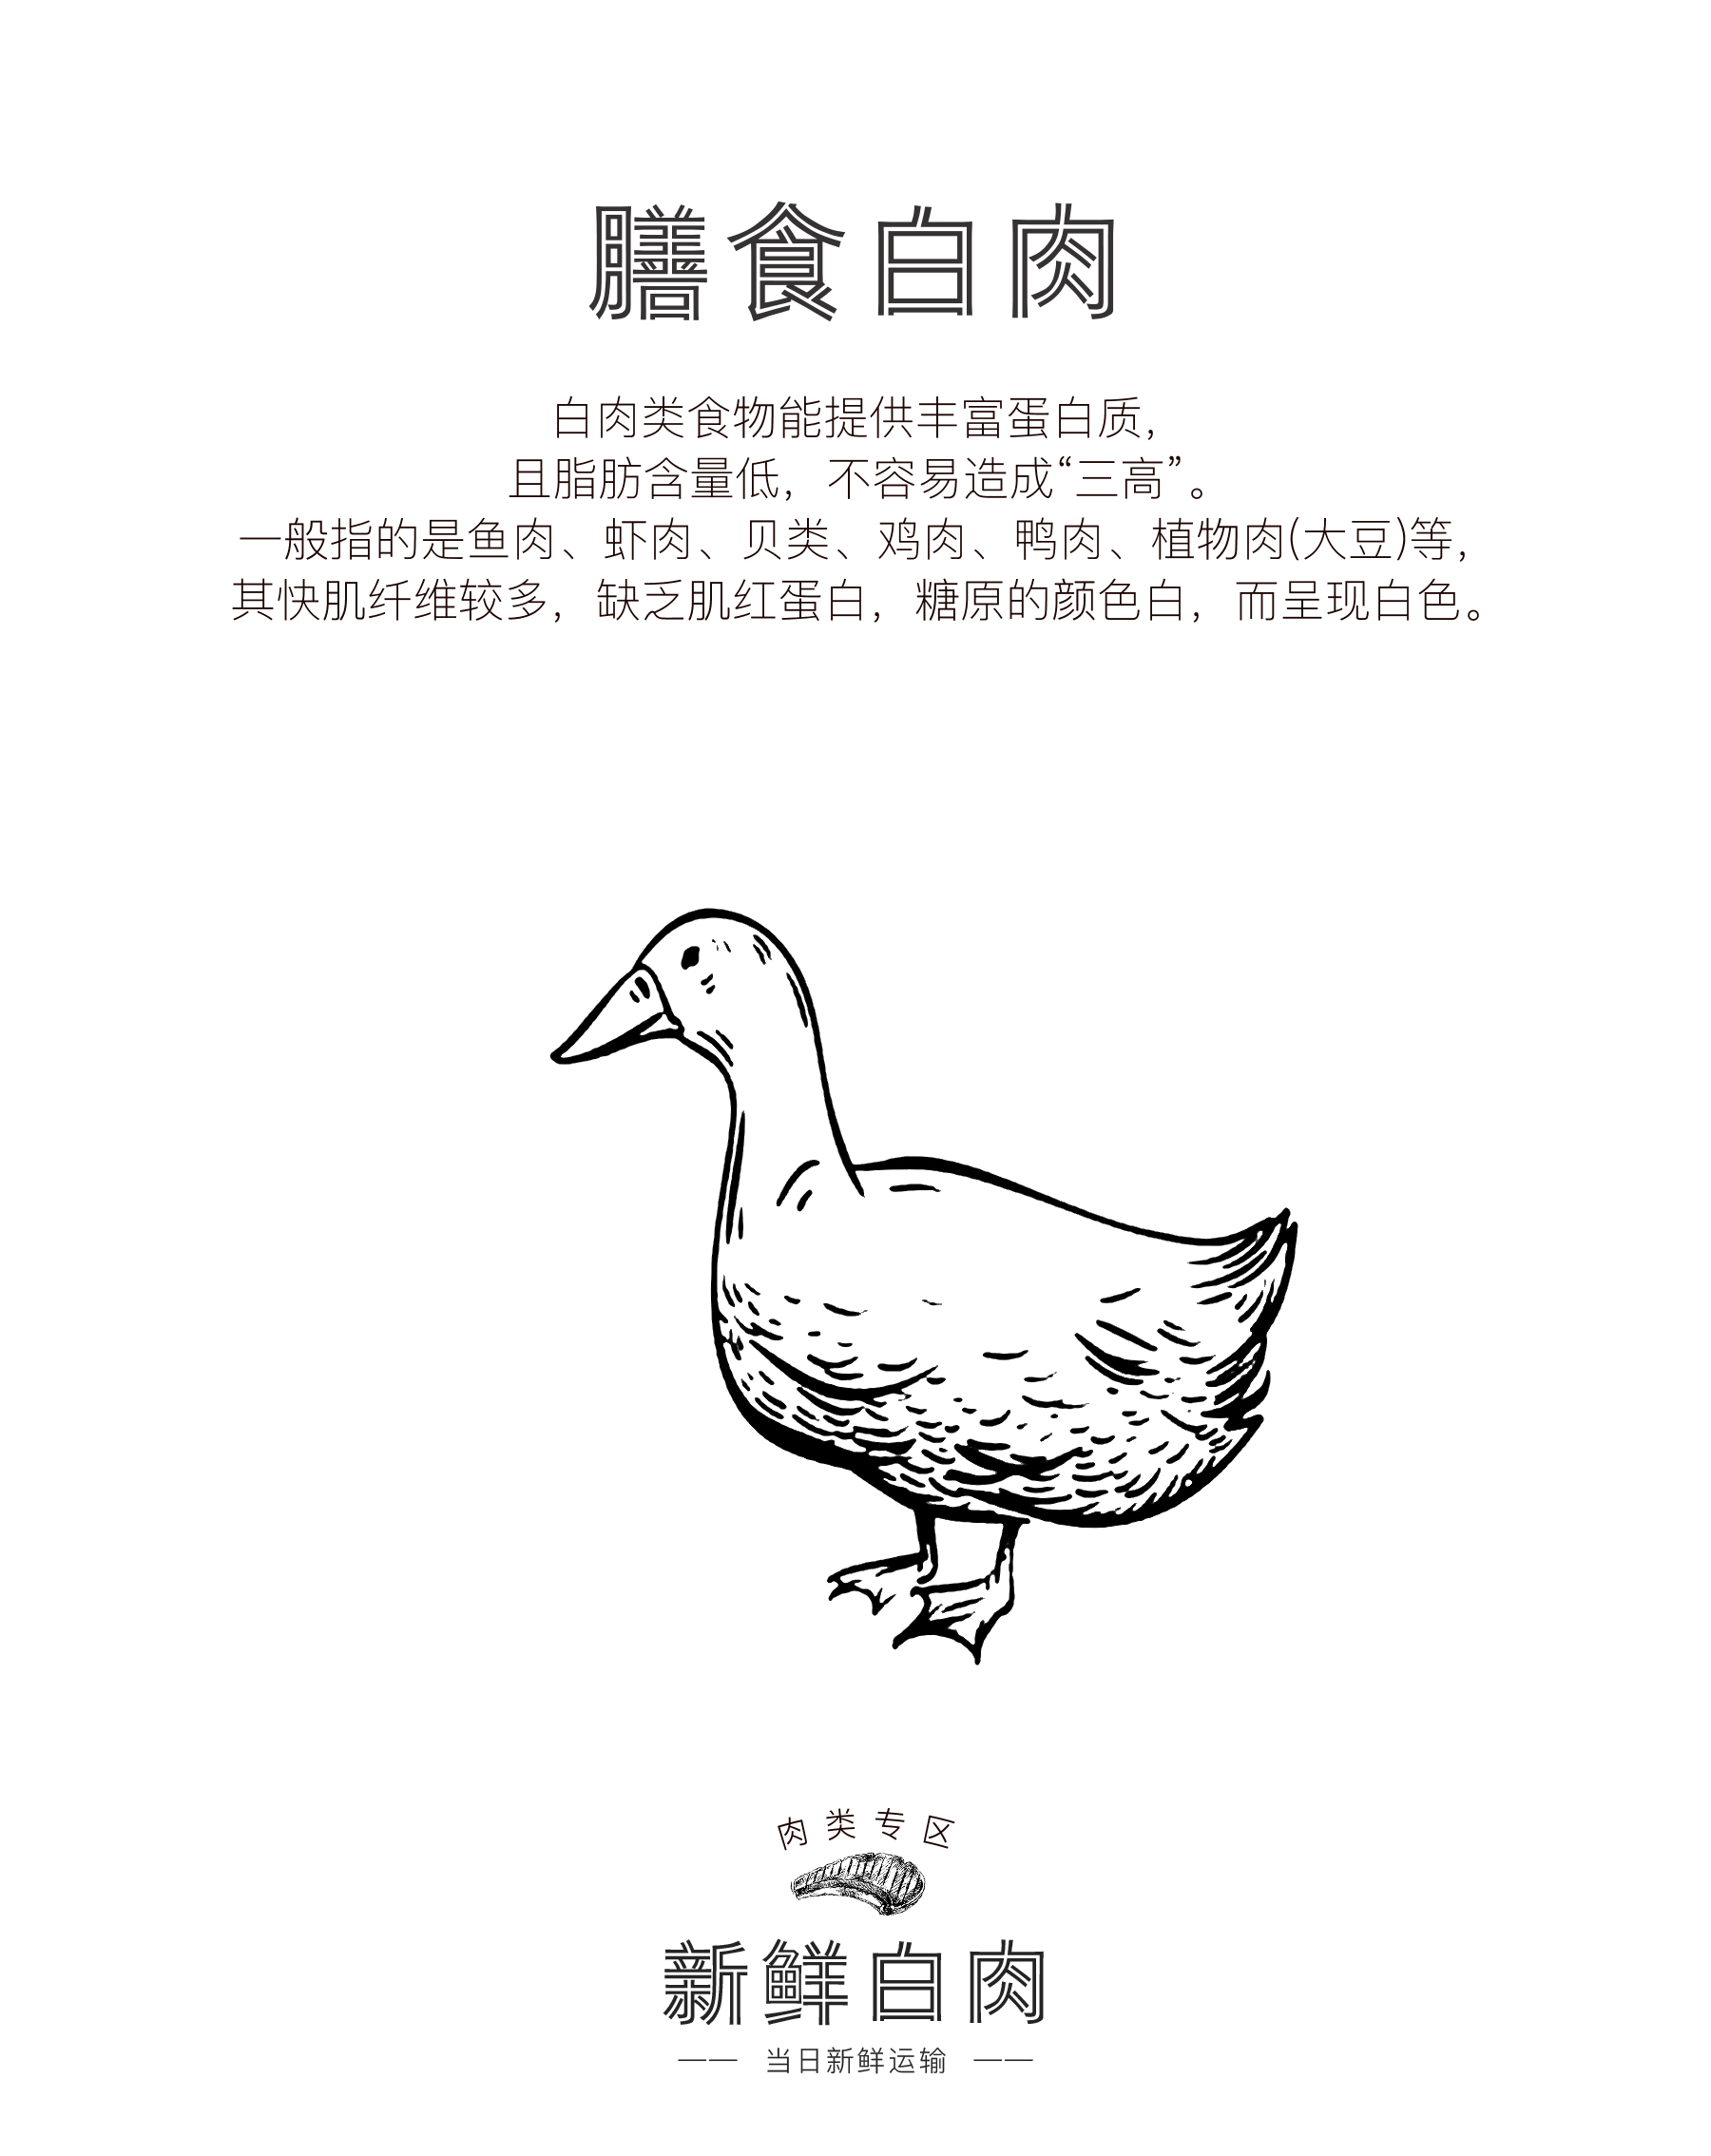 膳食白肉
白肉类食物能提供丰富蛋白质，
且脂肪含量低，不容易造成“三高”。
一般指的是鱼肉、虾肉、贝类、鸡肉、鸭肉、植物肉(大豆)等，
其快肌纤维较多，缺乏肌红蛋白，糖原的颜色白，而呈现白色。
肉类专区
新鲜白肉
—— 当日新鲜运输 ——